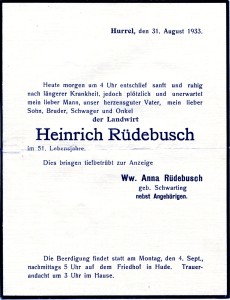 Hurrel, den 31. August 1933.
Heute morgen um 4 Uhr entschlief sanft und ruhig
nach längerer Krankheit, jedoch plötzlich und unerwartet
mein lieber Mann, unser herzensguter Vater, mein lieber
Sohn, Bruder, Schwager und Onkel
der Landwirt
Heinrich Rüdebusch
im 51. Lebensjahre.
Dies bringen tiefbetrübt zur Anzeige
Ww. Anna Rüdebusch
geb. Schwarting
nebst Angehörigen.
Die Beerdigung findet statt am Montag, den 4. Sept.,
nachmittags 5 Uhr auf dem Friedhof in Hude. Trauer-
andacht um 3 Uhr im Hause.